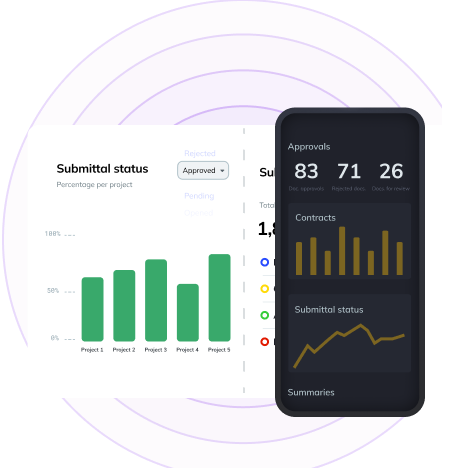 Rejected
Submittal status
Approved
Percentage per project
Pending
100%
50%
0%
Project 1 Project 2 Project 3 Project 4 Project 5
Su
Total
1,8
Approvals
83 71 26
Doc. approvals Rejected docs Docs for review
Contracts
Submittal status
Summaries